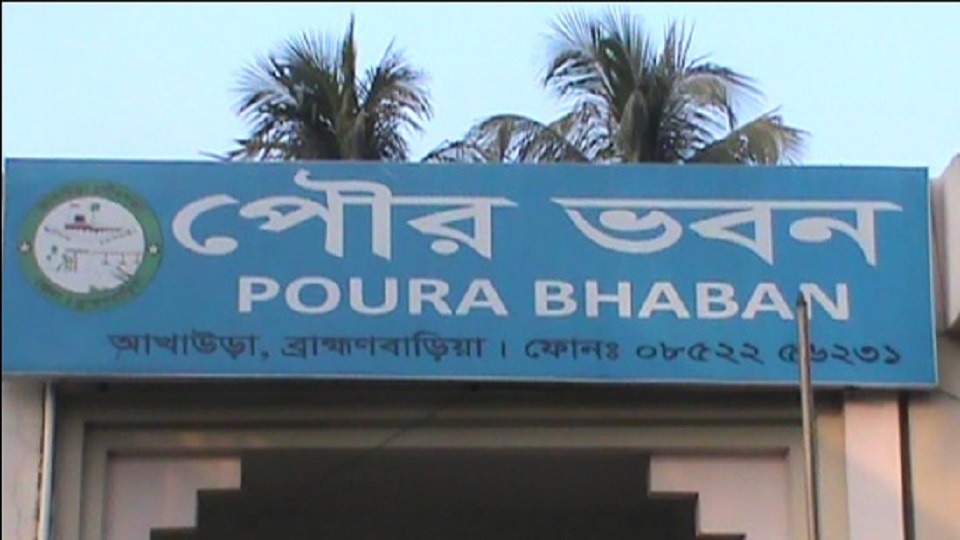 পৌর ভবন
POURA BHABAN
আখাউড়া, ব্রাহ্মণবাড়িয়া । ফোনঃ ০৮৫২২ ৫৬২৩১